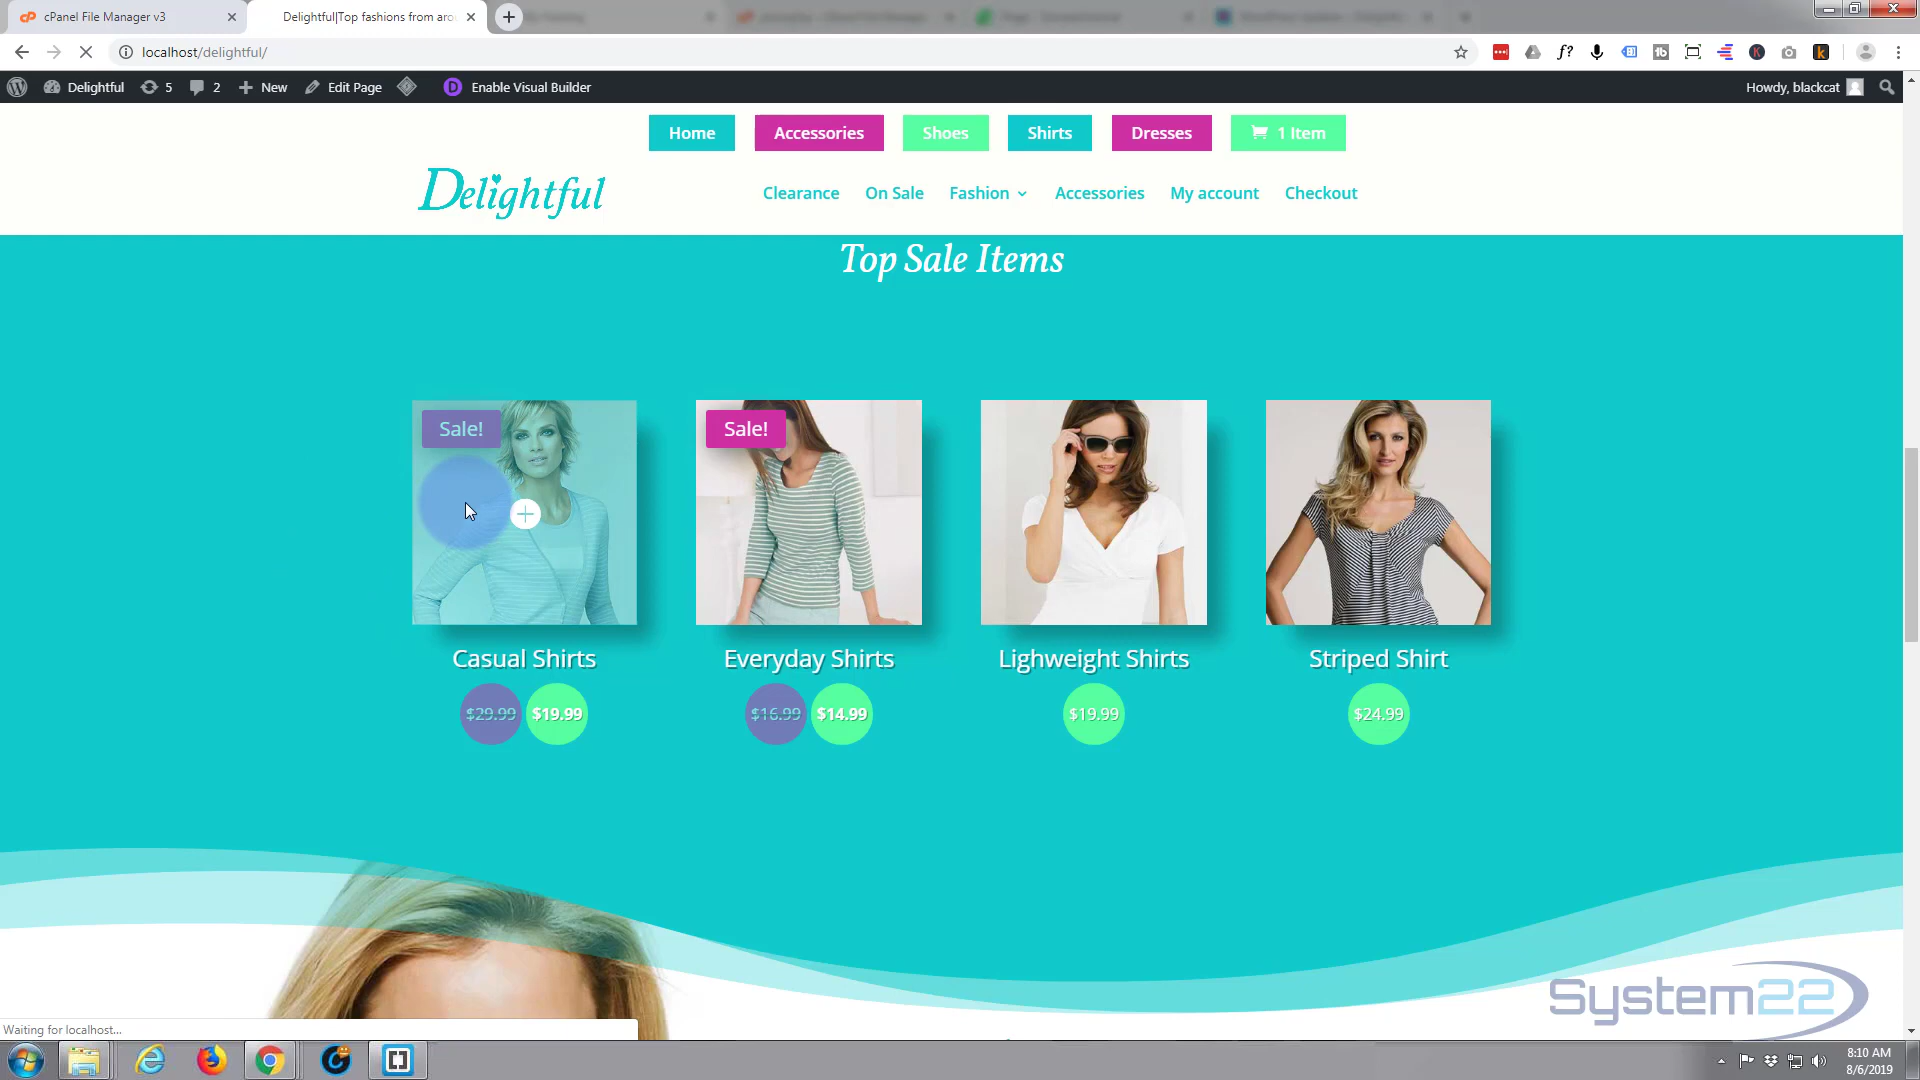 cPanel File Manager v3
Delightful|Top fashions from arou
localhost/delightful/
Delightful 5 2 New Edit Page Enable Visual Builder
Howdy, blackcat
Home Accessories Shoes Shirts Dresses 1 Item
Delightful
Clearance On Sale Fashion Accessories My account Checkout
Top Sale Items
Sale! Sale!
Casual Shirts Everyday Shirts Lighweight Shirts Striped Shirt
$29.99 $19.99 $16.99 $14.99 $19.99 $24.99
System22
Waiting for localhost...
8:10 AM
8/6/2019